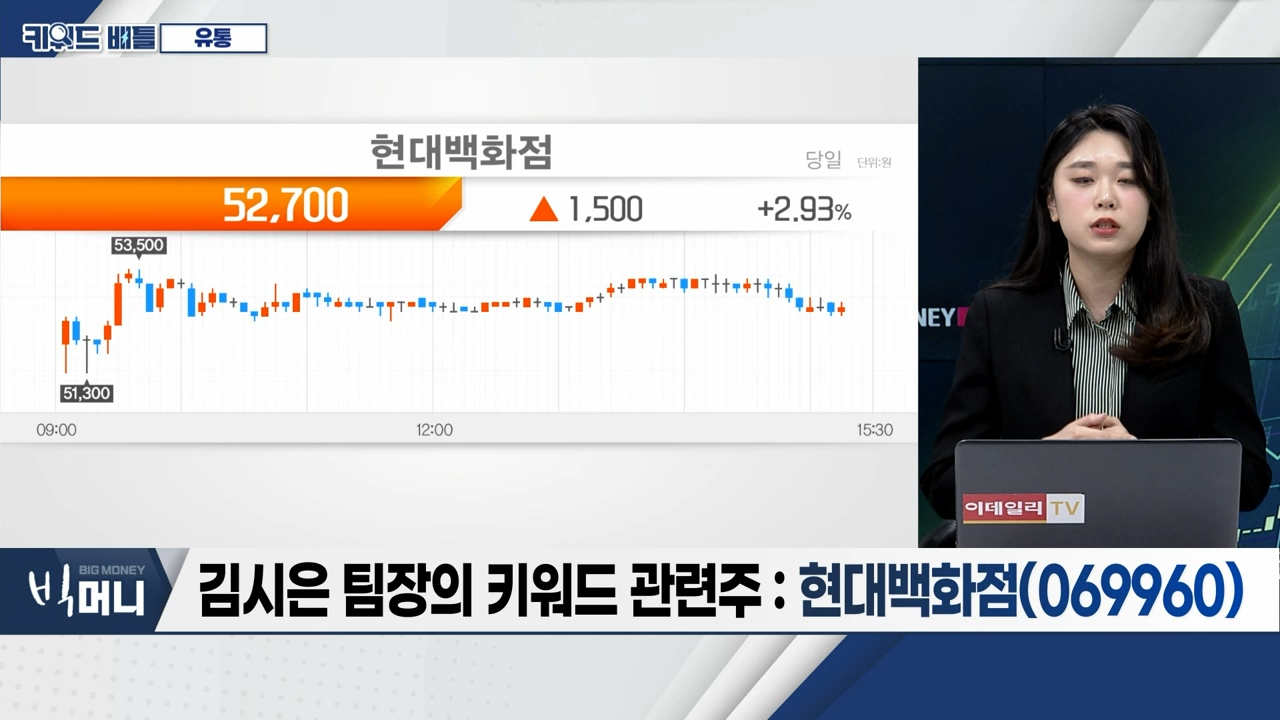 키워드 배틀
유통
현대백화점
당일 단위:원
52,700 ▲ 1,500 +2.93%
53,500
51,300
09:00 12:00 15:30
NEY
이데일리 TV
BIG MONEY
빅머니
김시은 팀장의 키워드 관련주 : 현대백화점(069960)